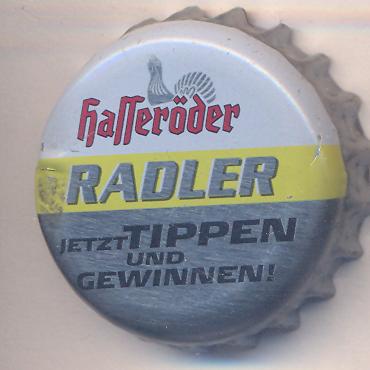 Hasseröder
RADLER
JETZT TIPPEN
UND
GEWINNEN!